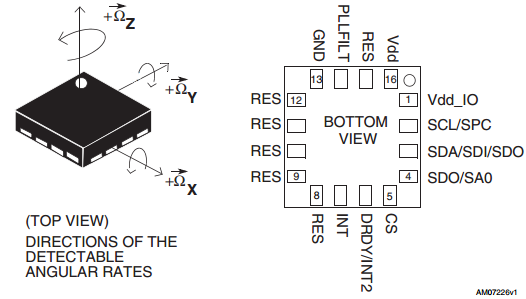 +Ω Z
+Ω Y
+Ω X
(TOP VIEW)
DIRECTIONS OF THE
DETECTABLE
ANGULAR RATES
GND
PLLFILT
RES
Vdd
13
16
RES
12
1
Vdd_IO
RES
BOTTOM
VIEW
SCL/SPC
RES
SDA/SDI/SDO
RES
9
4
SDO/SA0
8
5
RES
INT
DRDY/INT2
CS
AM07226v1